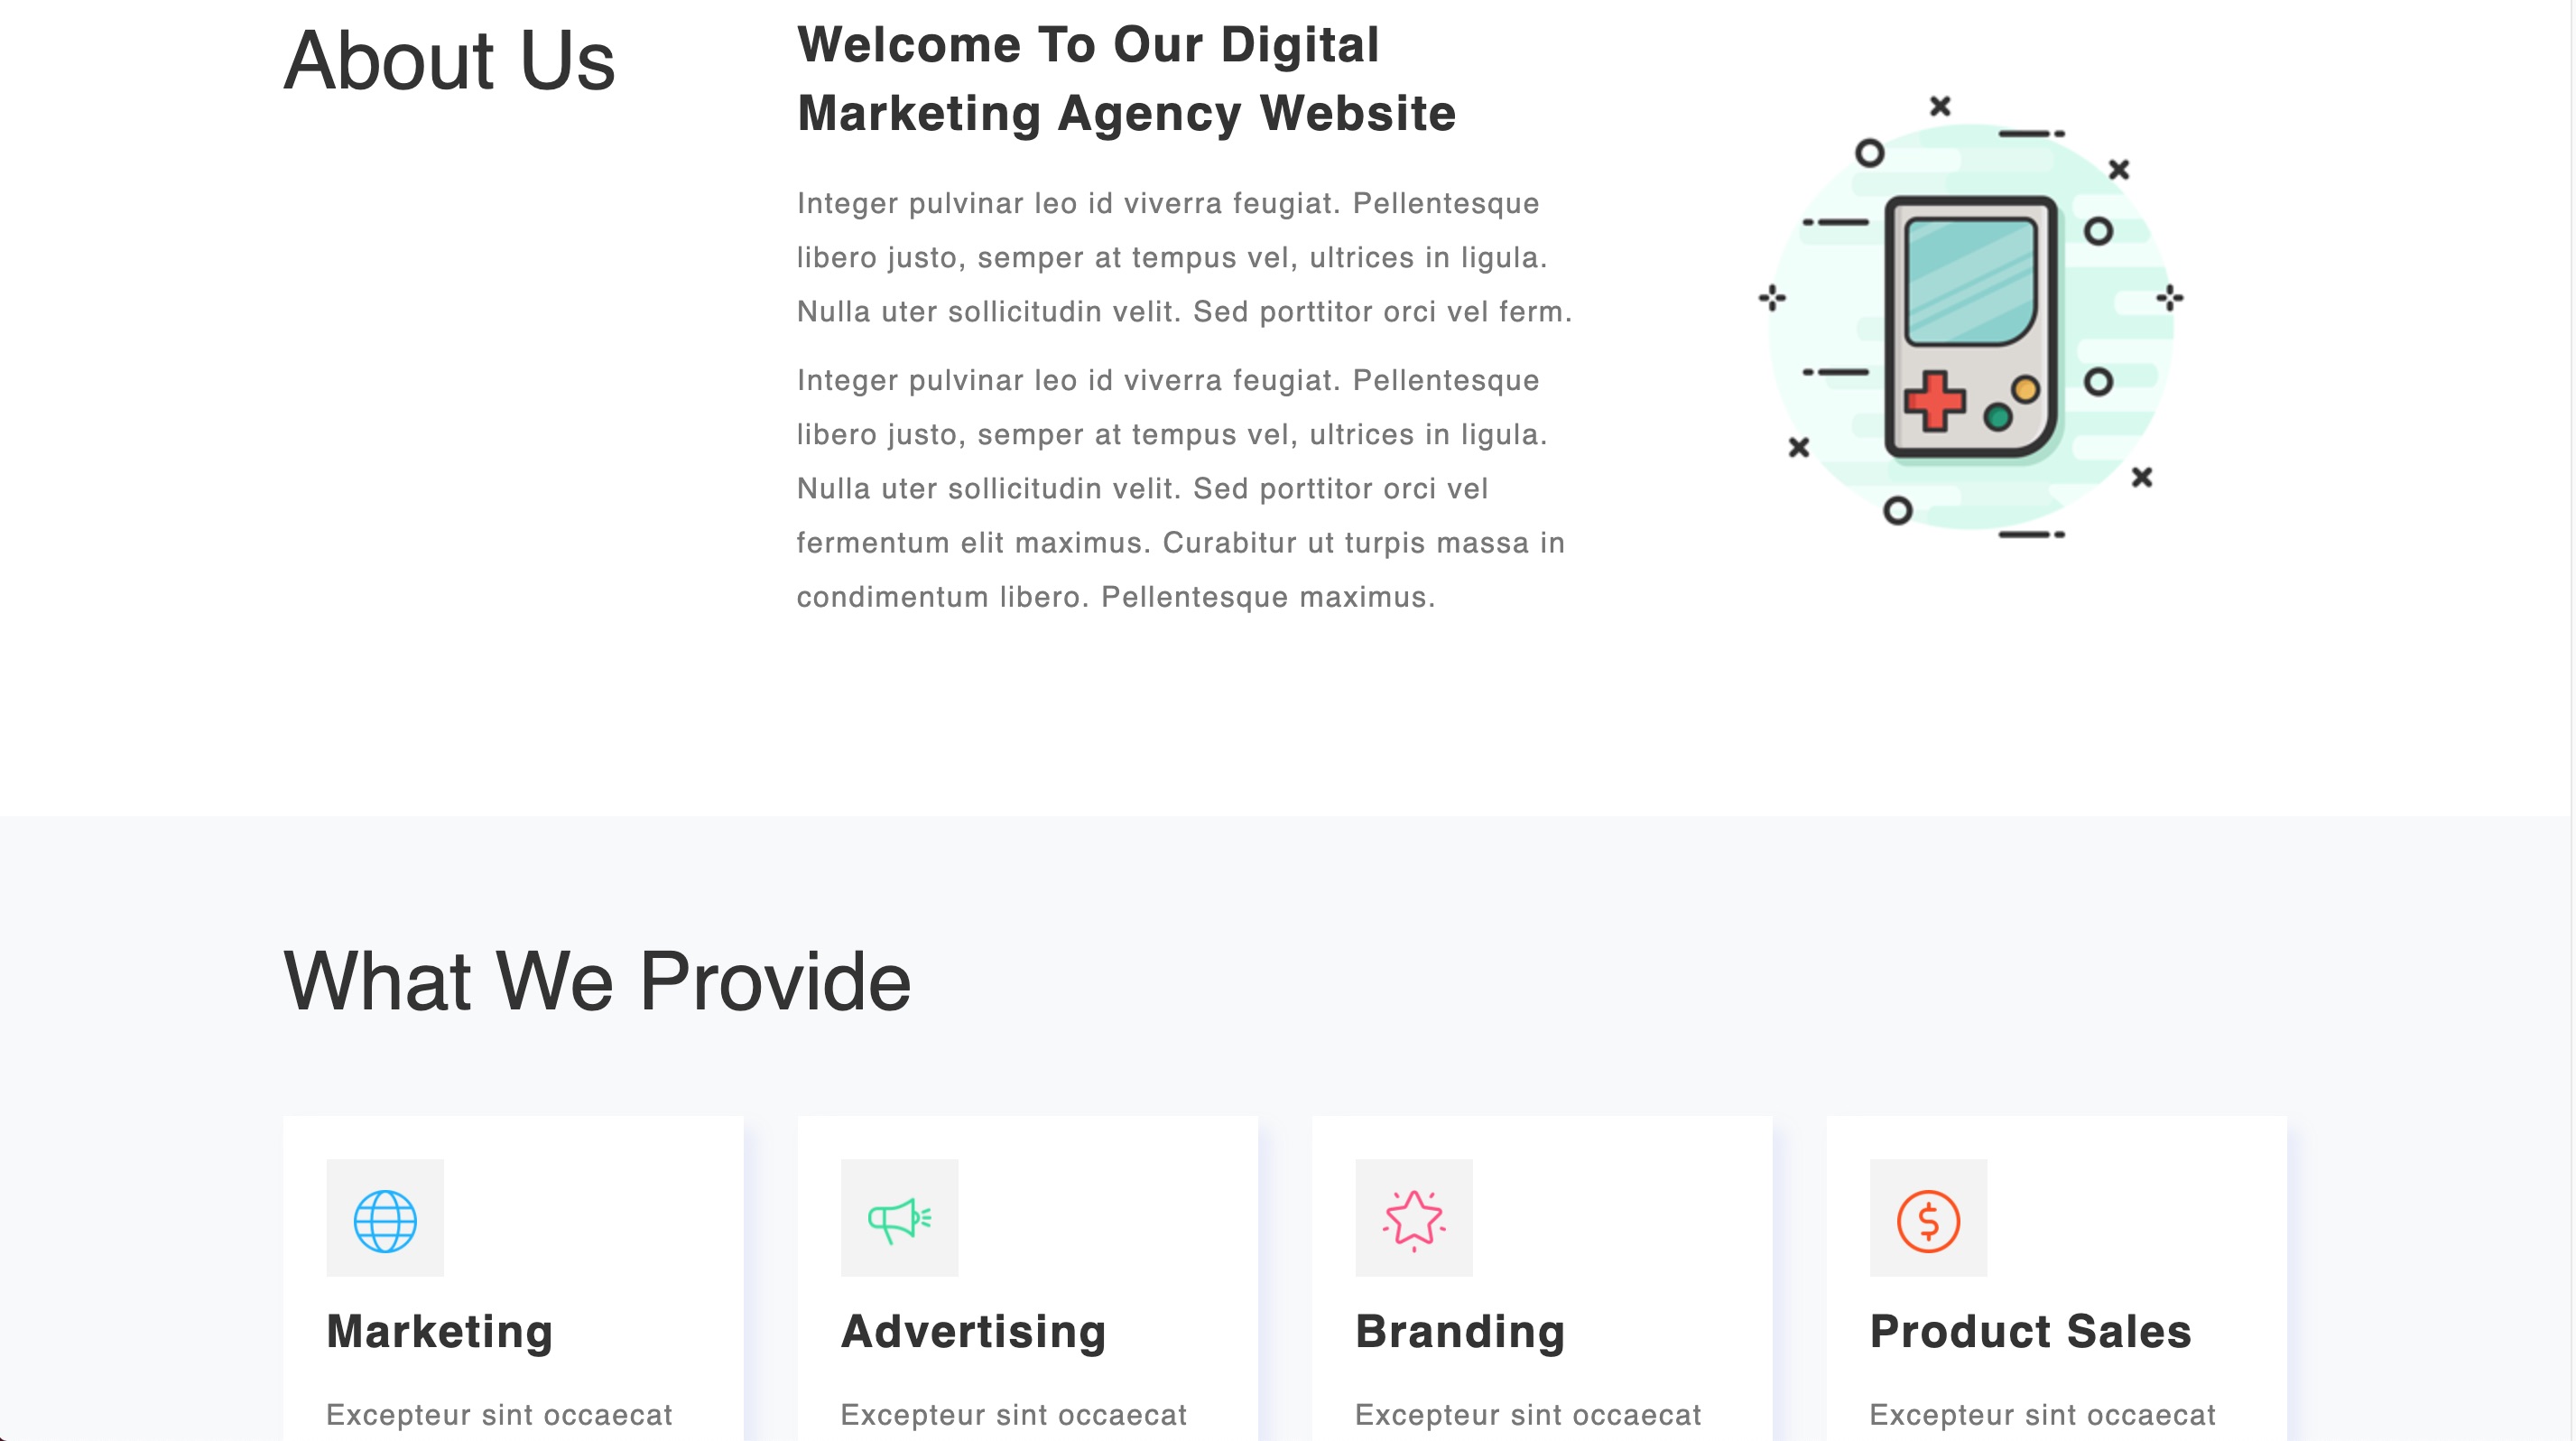 About Us
Welcome To Our Digital
Marketing Agency Website
Integer pulvinar leo id viverra feugiat. Pellentesque
libero justo, semper at tempus vel, ultrices in ligula.
Nulla uter sollicitudin velit. Sed porttitor orci vel ferm.
Integer pulvinar leo id viverra feugiat. Pellentesque
libero justo, semper at tempus vel, ultrices in ligula.
Nulla uter sollicitudin velit. Sed porttitor orci vel
fermentum elit maximus. Curabitur ut turpis massa in
condimentum libero. Pellentesque maximus.
What We Provide
Marketing
Excepteur sint occaecat
Advertising
Excepteur sint occaecat
Branding
Excepteur sint occaecat
$
Product Sales
Excepteur sint occaecat